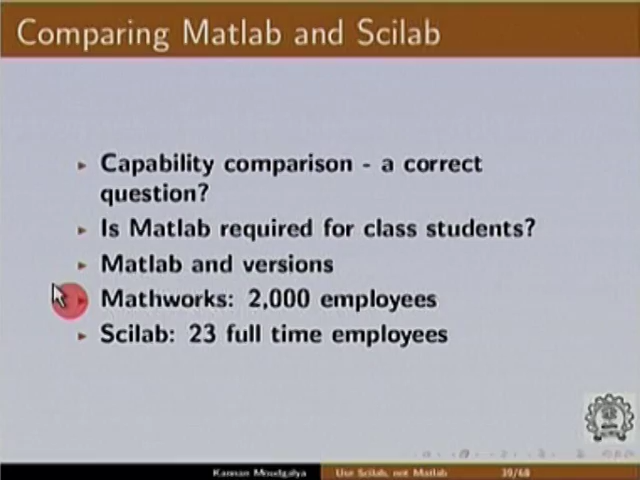 Comparing Matlab and Scilab
Capability comparison - a correct
question?
Is Matlab required for class students?
Matlab and versions
Mathworks: 2,000 employees
Scilab: 23 full time employees
Kannan Moudgalya Use Scilab, not Matlab 39/68